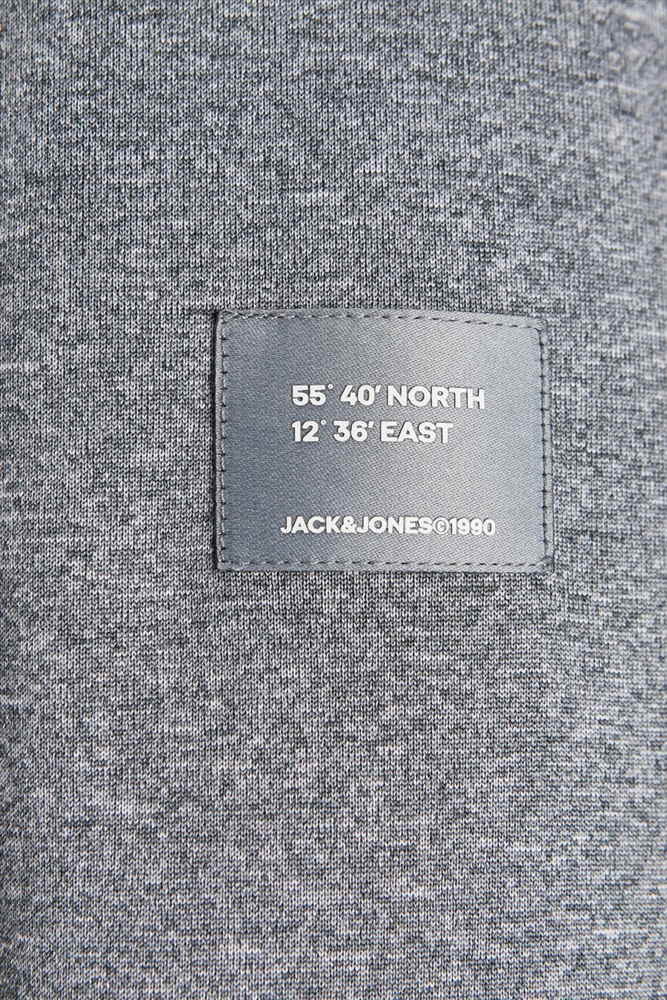 55° 40' NORTH
12° 36' EAST
JACK&JONES©1990